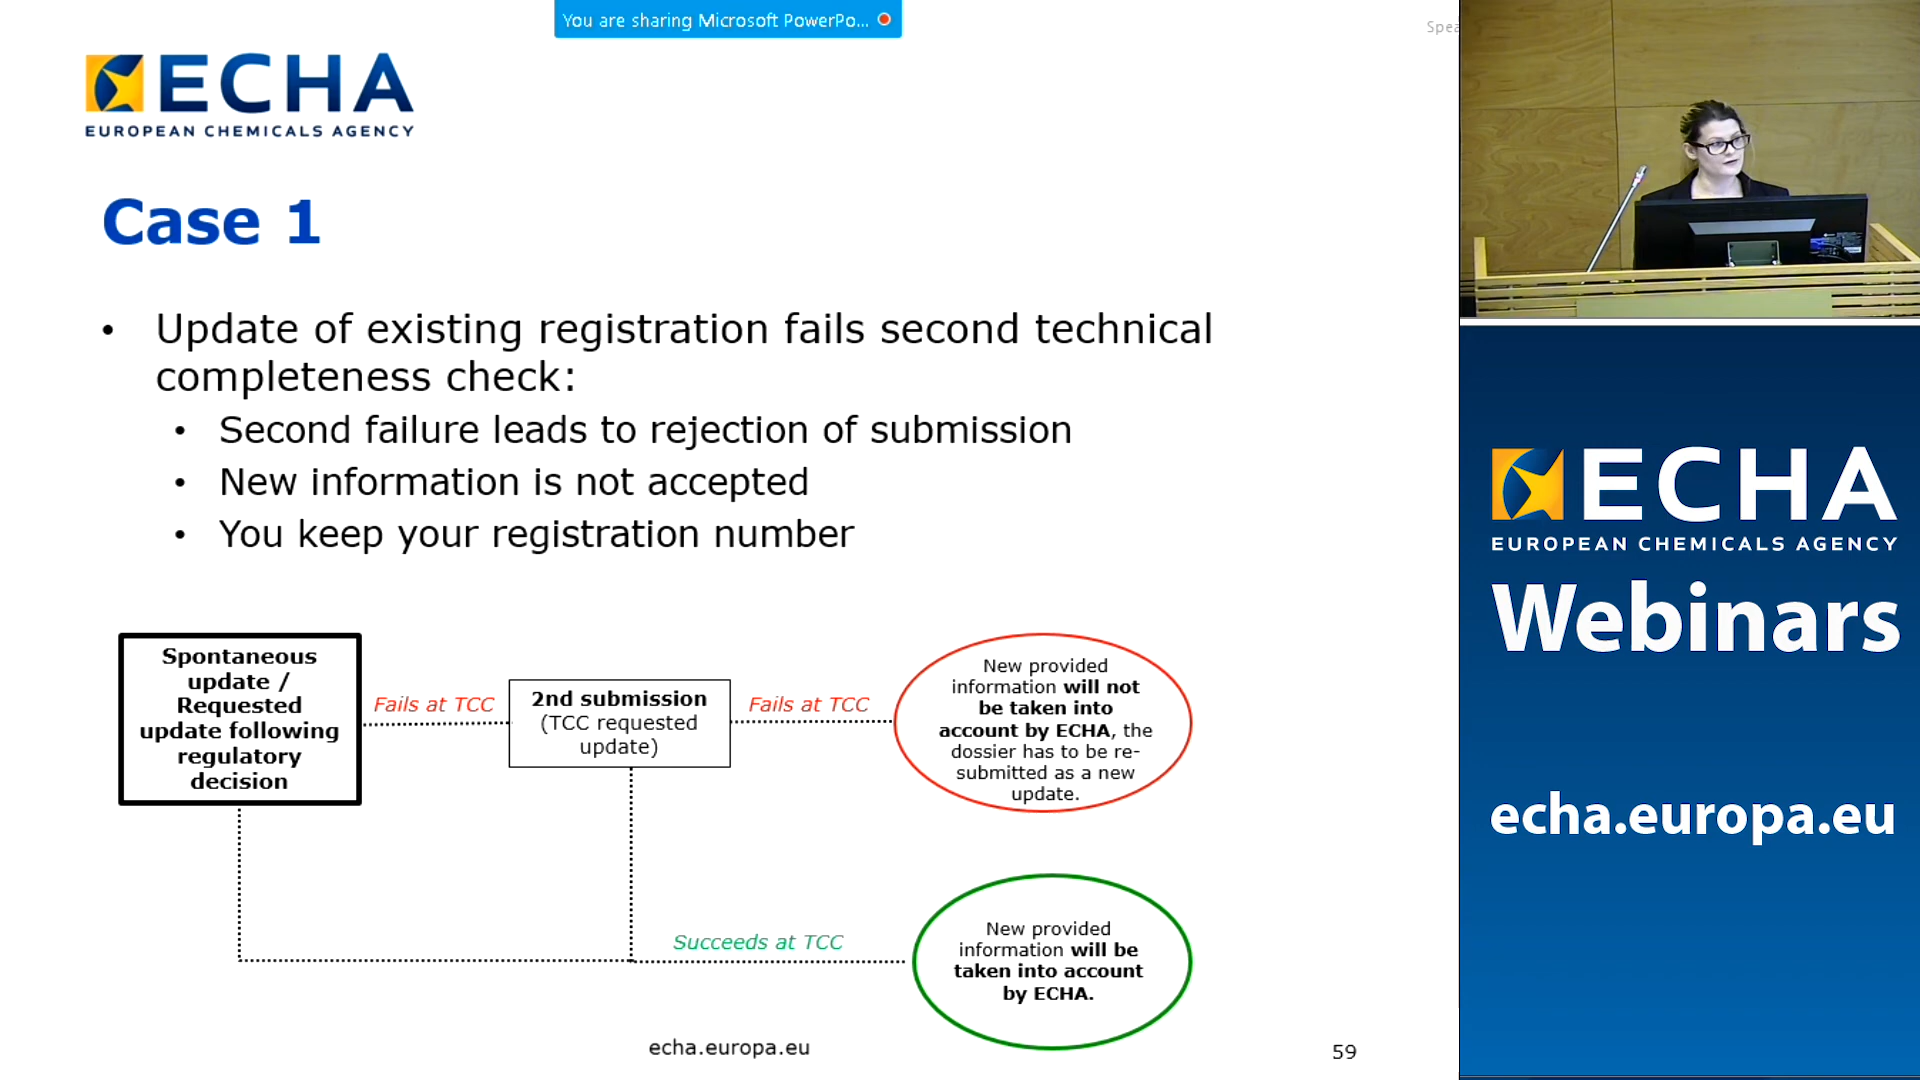 You are sharing Microsoft PowerPo...
ECHA
EUROPEAN CHEMICALS AGENCY
Case 1
• Update of existing registration fails second technical
completeness check:
• Second failure leads to rejection of submission
• New information is not accepted
• You keep your registration number
Spontaneous
update /
Requested
update following
regulatory
decision
Fails at TCC
2nd submission
(TCC requested
update)
Fails at TCC
New provided
information will not
be taken into
account by ECHA, the
dossier has to be re-
submitted as a new
update.
Succeeds at TCC
New provided
information will be
taken into account
by ECHA.
echa.europa.eu
59
ECHA
EUROPEAN CHEMICALS AGENCY
Webinars
echa.europa.eu